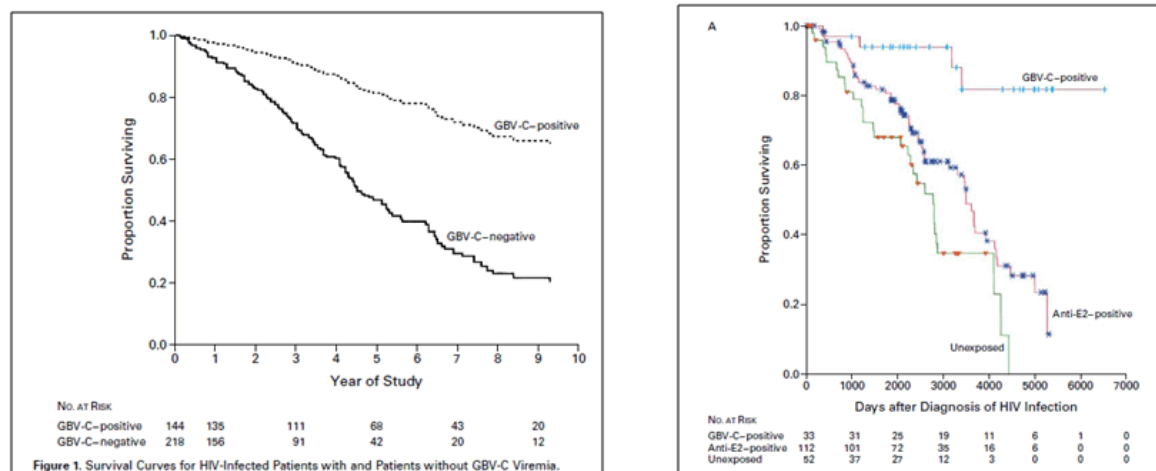 1.0
0.8
0.6
0.4
0.2
0.0
Proportion Surviving
GBV-C–positive
GBV-C–negative
0 1 2 3 4 5 6 7 8 9 10
Year of Study
NO. AT RISK
GBV-C–positive 144 135 111 68 43 20
GBV-C–negative 218 156 91 42 20 12
Figure 1. Survival Curves for HIV-Infected Patients with and Patients without GBV-C Viremia.
A
1.0
0.8
0.6
0.4
0.2
0.0
Proportion Surviving
GBV-C–positive
Anti-E2–positive
Unexposed
0 1000 2000 3000 4000 5000 6000 7000
Days after Diagnosis of HIV Infection
NO. AT RISK
GBV-C–positive 33 31 25 19 11 6 1 0
Anti-E2–positive 112 101 72 35 16 6 0 0
Unexposed 52 37 27 12 3 0 0 0